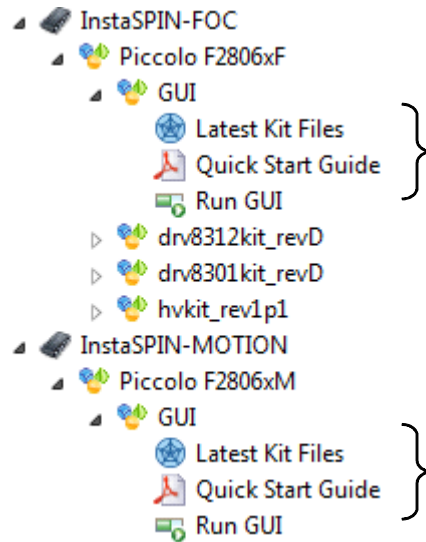 InstaSPIN-FOC
Piccolo F2806xF
GUI
Latest Kit Files
Quick Start Guide
Run GUI
drv8312kit_revD
drv8301kit_revD
hvkit_rev1p1
InstaSPIN-MOTION
Piccolo F2806xM
GUI
Latest Kit Files
Quick Start Guide
Run GUI